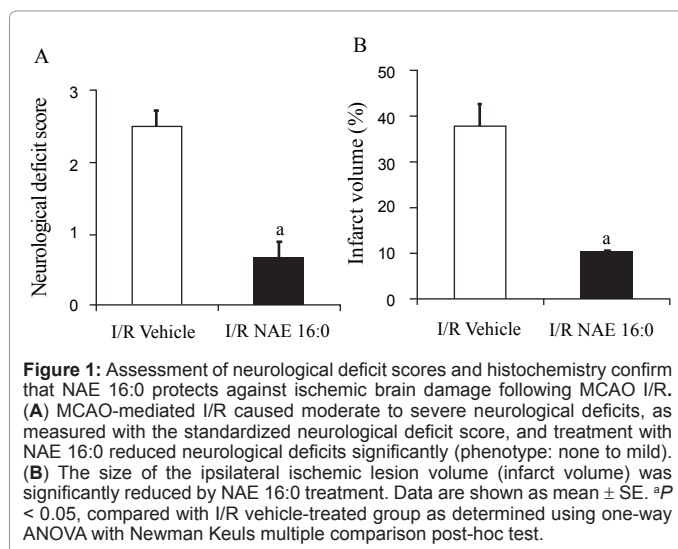 A
B
3
2
1
0
Neurological deficit score
a
I/R Vehicle
I/R NAE 16:0
50
40
30
20
10
0
Infarct volume (%)
a
I/R Vehicle
I/R NAE 16:0
Figure 1: Assessment of neurological deficit scores and histochemistry confirm
that NAE 16:0 protects against ischemic brain damage following MCAO I/R.
(A) MCAO-mediated I/R caused moderate to severe neurological deficits, as
measured with the standardized neurological deficit score, and treatment with
NAE 16:0 reduced neurological deficits significantly (phenotype: none to mild).
(B) The size of the ipsilateral ischemic lesion volume (infarct volume) was
significantly reduced by NAE 16:0 treatment. Data are shown as mean ± SE. ᵃP
< 0.05, compared with I/R vehicle-treated group as determined using one-way
ANOVA with Newman Keuls multiple comparison post-hoc test.